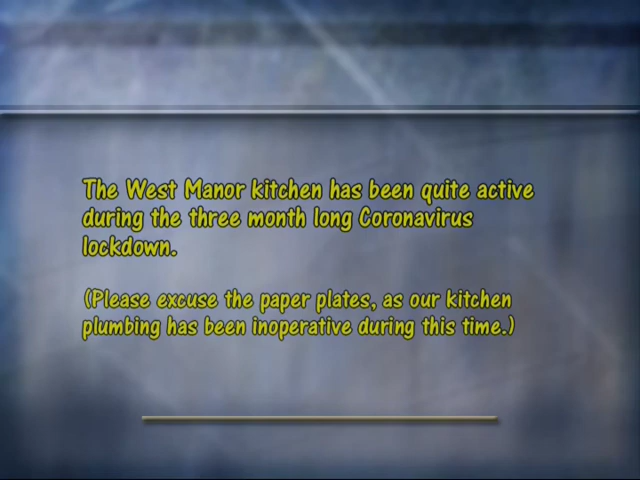 The West Manor kitchen has been quite active
during the three month long Coronavirus
lockdown.
(Please excuse the paper plates, as our kitchen
plumbing has been inoperative during this time.)